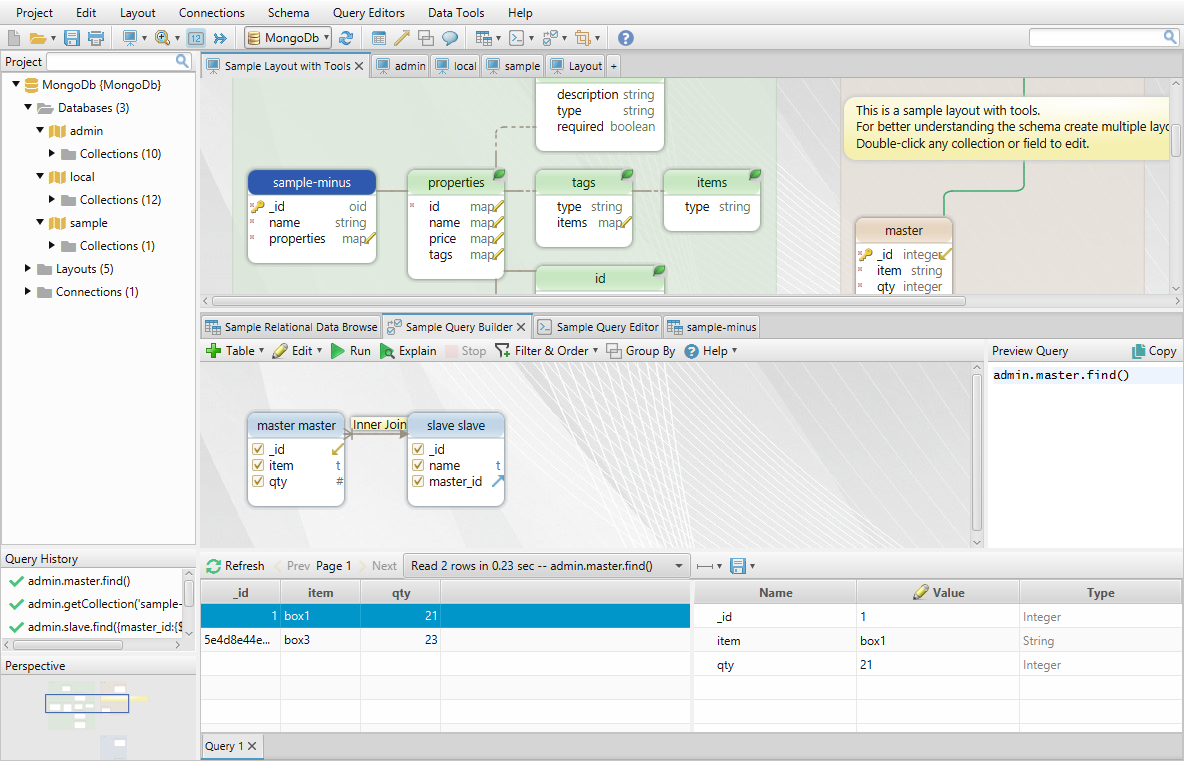 Project Edit Layout Connections Schema Query Editors Data Tools Help
12 MongoDb
Project
MongoDb {MongoDb}
Databases (3)
admin
Collections (10)
local
Collections (12)
sample
Collections (1)
Layouts (5)
Connections (1)
Query History
admin.master.find()
admin.getCollection('sample-
admin.slave.find({master_id:{$
Perspective
Sample Layout with Tools admin local sample Layout +
description string
type string
required boolean
sample-minus
_id oid
name string
properties map
properties
id map
name map
price map
tags map
tags
type string
items map
items
type string
id
This is a sample layout with tools.
For better understanding the schema create multiple layo
Double-click any collection or field to edit.
master
_id integer
item string
qty integer
Sample Relational Data Browse Sample Query Builder Sample Query Editor sample-minus
Table Edit Run Explain Stop Filter & Order Group By Help
Preview Query Copy
admin.master.find()
master master
_id
item t
qty #
Inner Join
slave slave
_id
name t
master_id
Refresh Prev Page 1 Next Read 2 rows in 0.23 sec -- admin.master.find()
_id item qty
1 box1 21
5e4d8e44e... box3 23
Name Value Type
_id 1 Integer
item box1 String
qty 21 Integer
Query 1